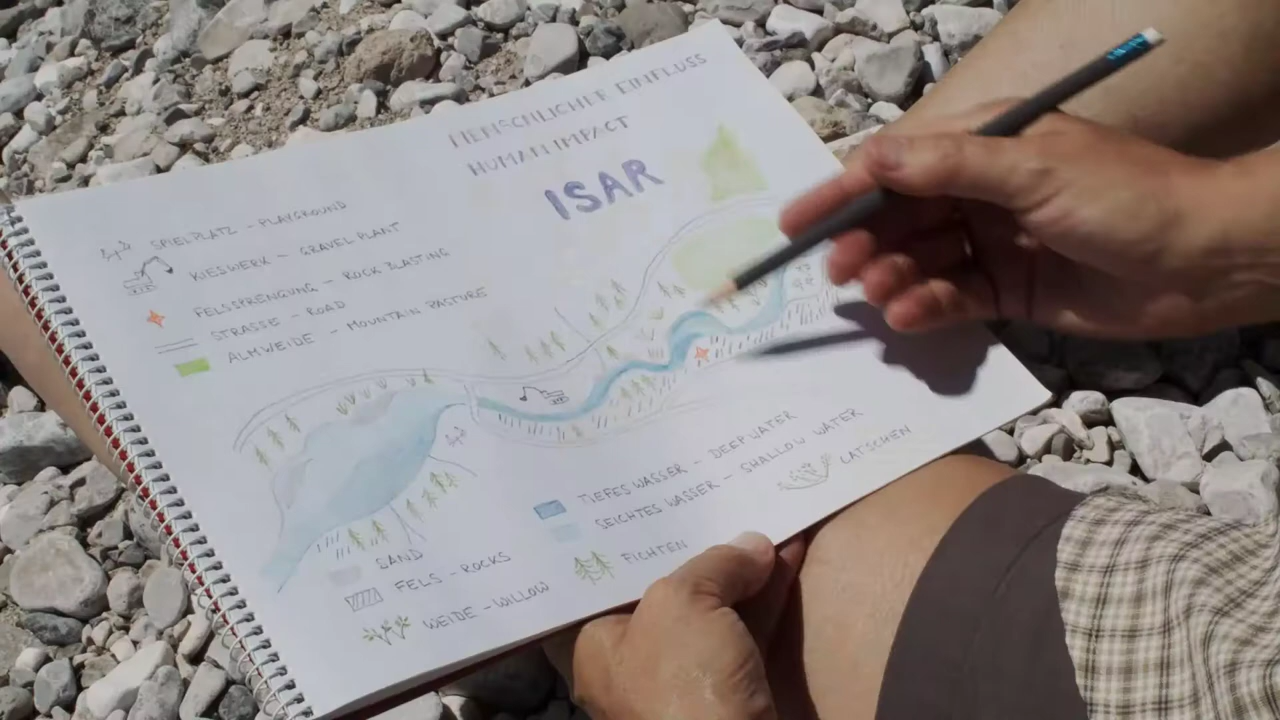 MENSCHLICHER EINFLUSS
HUMAN IMPACT
ISAR
SPIELPLATZ - PLAYGROUND
KIESWERK - GRAVEL PLANT
FELSSPRENGUNG - ROCK BLASTING
STRASSE - ROAD
ALMWEIDE - MOUNTAIN PASTURE
TIEFES WASSER - DEEP WATER
SEICHTES WASSER - SHALLOW WATER
LATSCHEN
SAND
FELS - ROCKS
FICHTEN
WEIDE - WILLOW